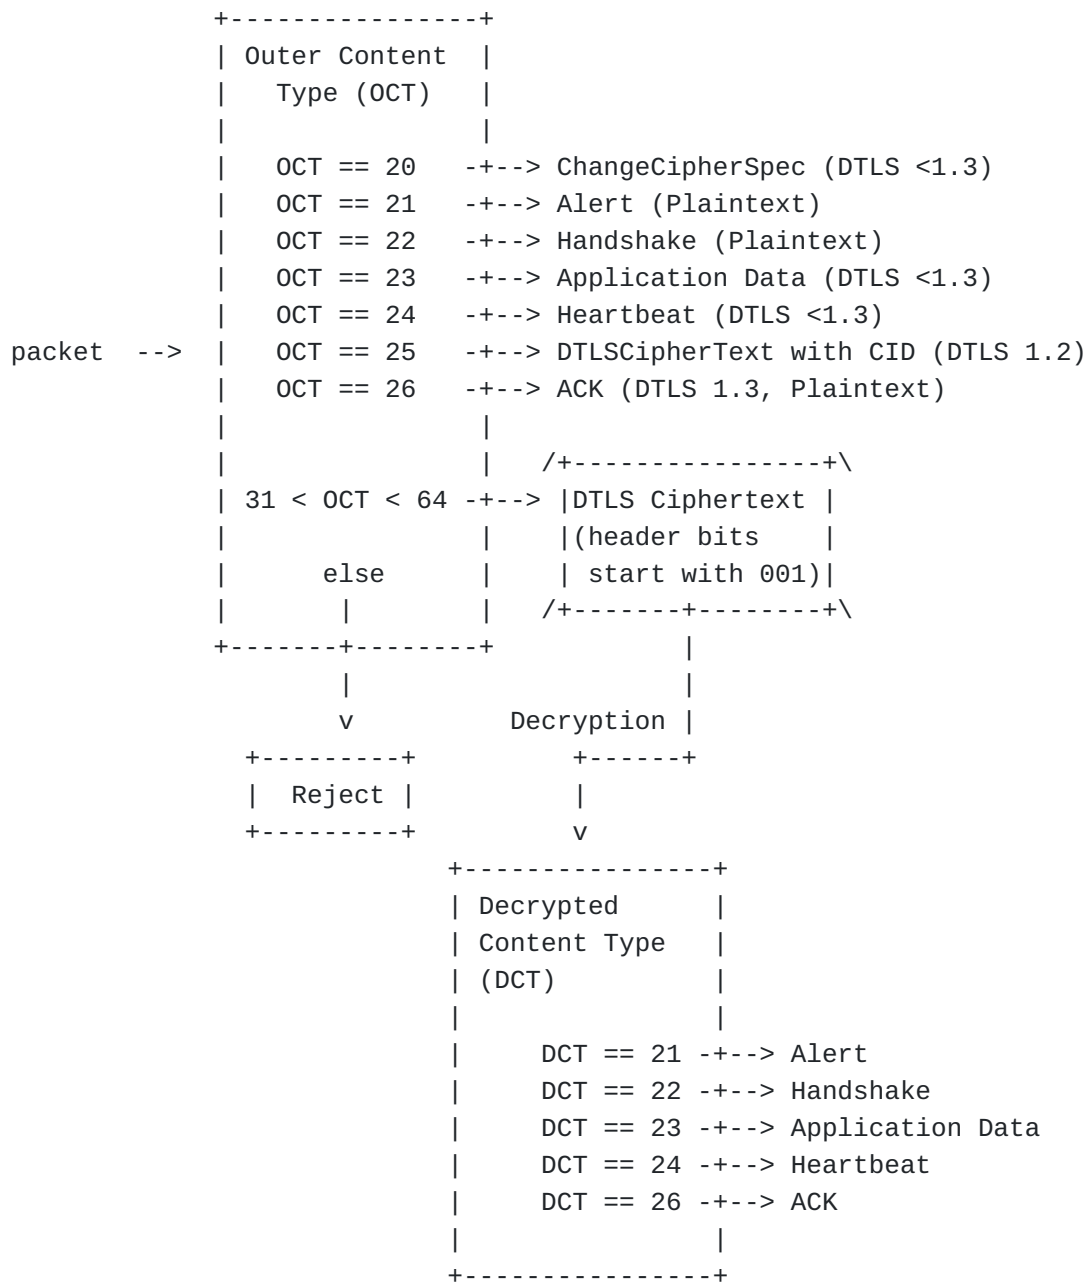 +----------------+
             | Outer Content  |
             |   Type (OCT)   |
             |                |
             |   OCT == 20   -+--> ChangeCipherSpec (DTLS <1.3)
             |   OCT == 21   -+--> Alert (Plaintext)
             |   OCT == 22   -+--> Handshake (Plaintext)
             |   OCT == 23   -+--> Application Data (DTLS <1.3)
             |   OCT == 24   -+--> Heartbeat (DTLS <1.3)
packet  -->  |   OCT == 25   -+--> DTLSCipherText with CID (DTLS 1.2)
             |   OCT == 26   -+--> ACK (DTLS 1.3, Plaintext)
             |                |
             |                |   /+----------------+\
             | 31 < OCT < 64 -+--> |DTLS Ciphertext |
             |                |    |(header bits    |
             |      else      |    | start with 001)|
             |       |        |   /+-------+--------+\
             +-------+--------+            |
                     |                     |
                     v          Decryption |
               +---------+          +------+
               |  Reject |          |
               +---------+          v
                            +----------------+
                            | Decrypted      |
                            | Content Type   |
                            | (DCT)          |
                            |                |
                            |     DCT == 21 -+--> Alert
                            |     DCT == 22 -+--> Handshake
                            |     DCT == 23 -+--> Application Data
                            |     DCT == 24 -+--> Heartbeat
                            |     DCT == 26 -+--> ACK
                            |                |
                            +----------------+